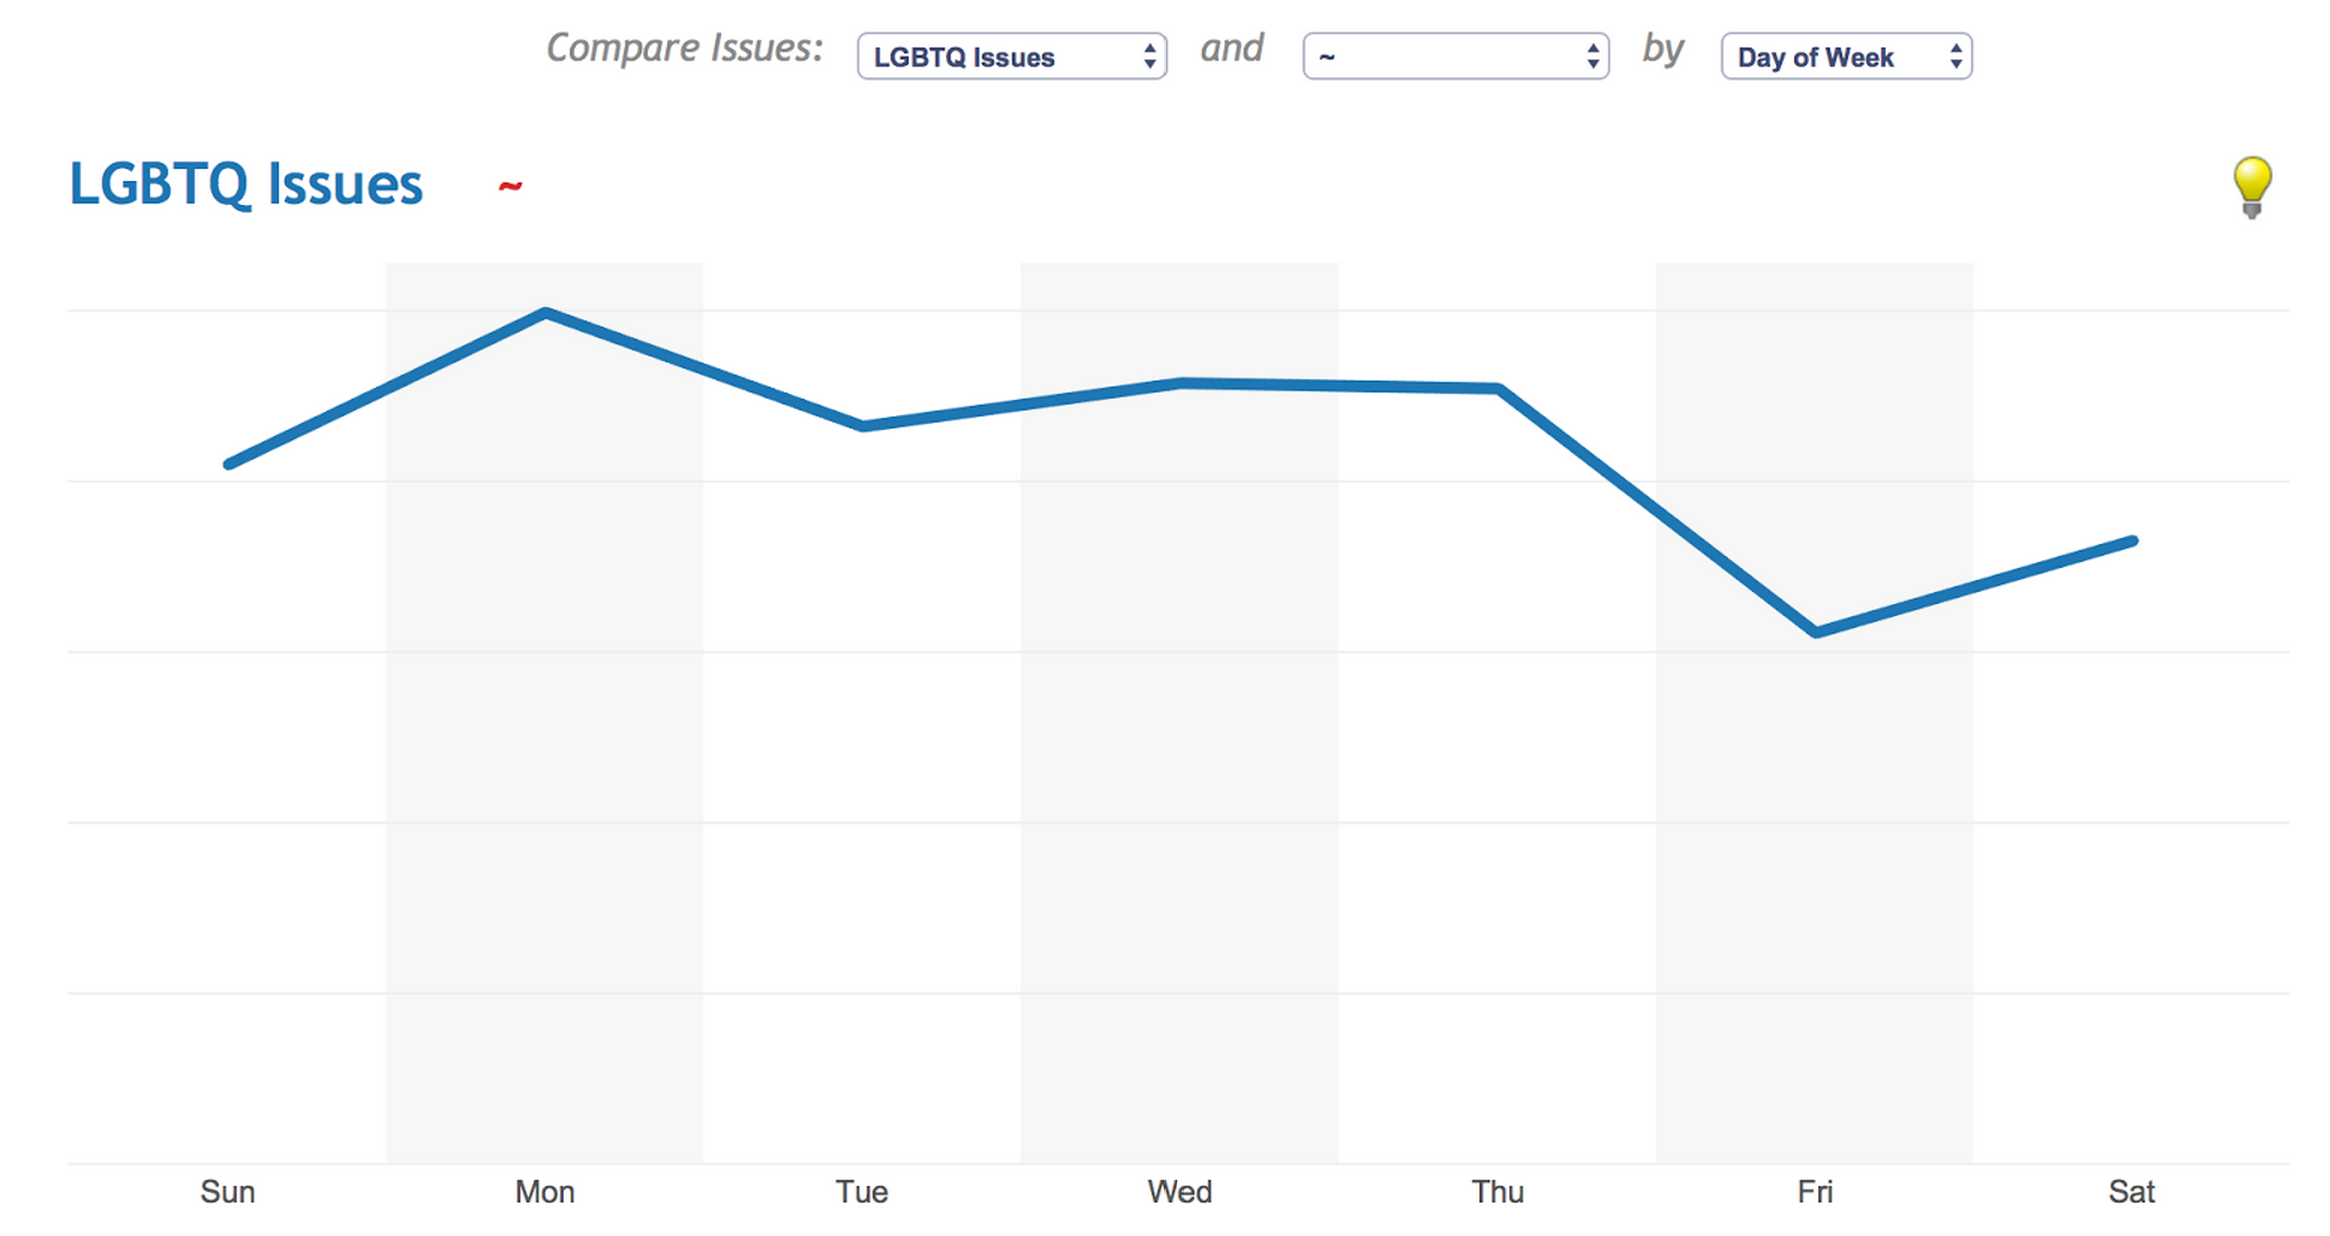 Compare Issues: LGBTQ Issues and ~ by Day of Week
LGBTQ Issues ~
Sun Mon Tue Wed Thu Fri Sat